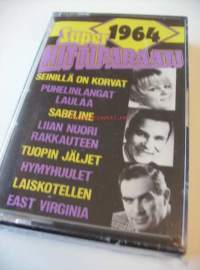 Super 1964
HITTIPARAATI
SEINILLÄ ON KORVAT
PUHELINLANGAT
LAULAA
SABELINE
LIIAN NUORI
RAKKAUTEEN
TUOPIN JÄLJET
HYMYHUULET
LAISKOTELLEN
EAST VIRGINIA